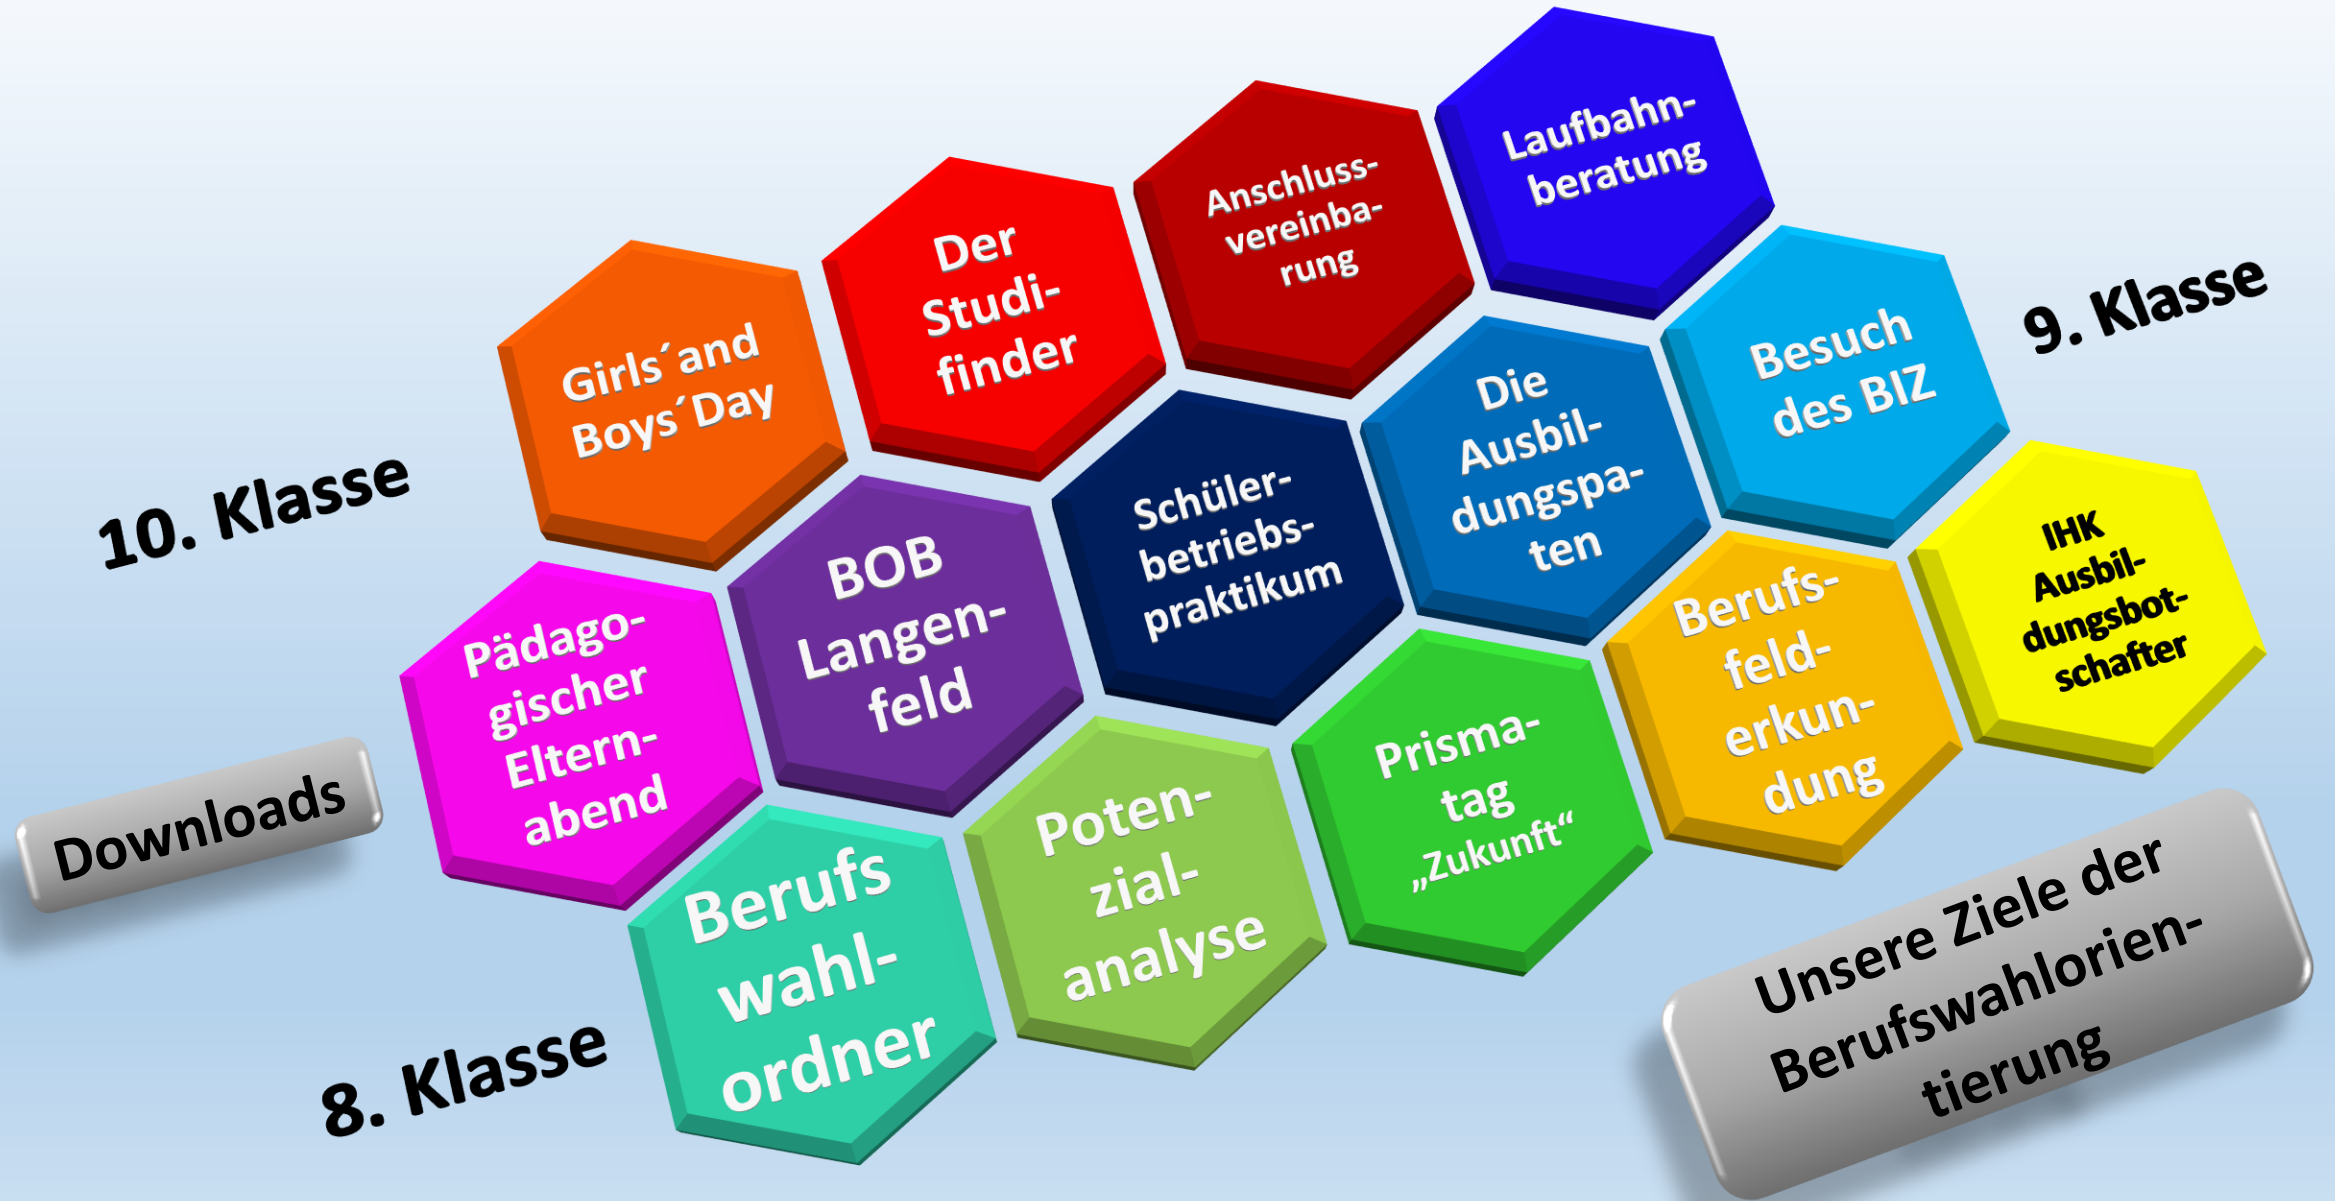 Laufbahn-
beratung
Anschluss-
vereinba-
rung
Der
Studi-
finder
Girls´and
Boys´Day
9. Klasse
Besuch
des BIZ
Die
Ausbil-
dungspa-
ten
Schüler-
betriebs-
praktikum
BOB
Langen-
feld
10. Klasse
Pädago-
gischer
Eltern-
abend
IHK
Ausbil-
dungsbot-
schafter
Berufs-
feld-
erkun-
dung
Prisma-
tag
„Zukunft“
Poten-
zial-
analyse
Berufs
wahl-
ordner
8. Klasse
Downloads
Unsere Ziele der
Berufswahlorien-
tierung